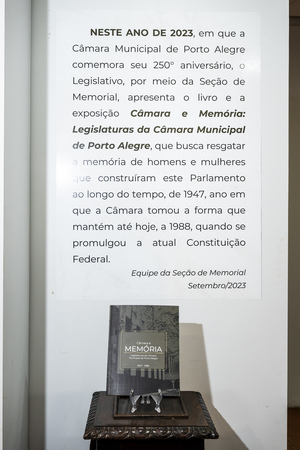 NESTE ANO DE 2023, em que a
Câmara Municipal de Porto Alegre
comemora seu 250° aniversário, o
Legislativo, por meio da Seção de
Memorial, apresenta o livro e a
exposição Câmara e Memória:
Legislaturas da Câmara Municipal
de Porto Alegre, que busca resgatar
a memória de homens e mulheres
que construíram este Parlamento
ao longo do tempo, de 1947, ano em
que a Câmara tomou a forma que
mantém até hoje, a 1988, quando se
promulgou a atual Constituição
Federal.
Equipe da Seção de Memorial
Setembro/2023
Câmara e
MEMÓRIA